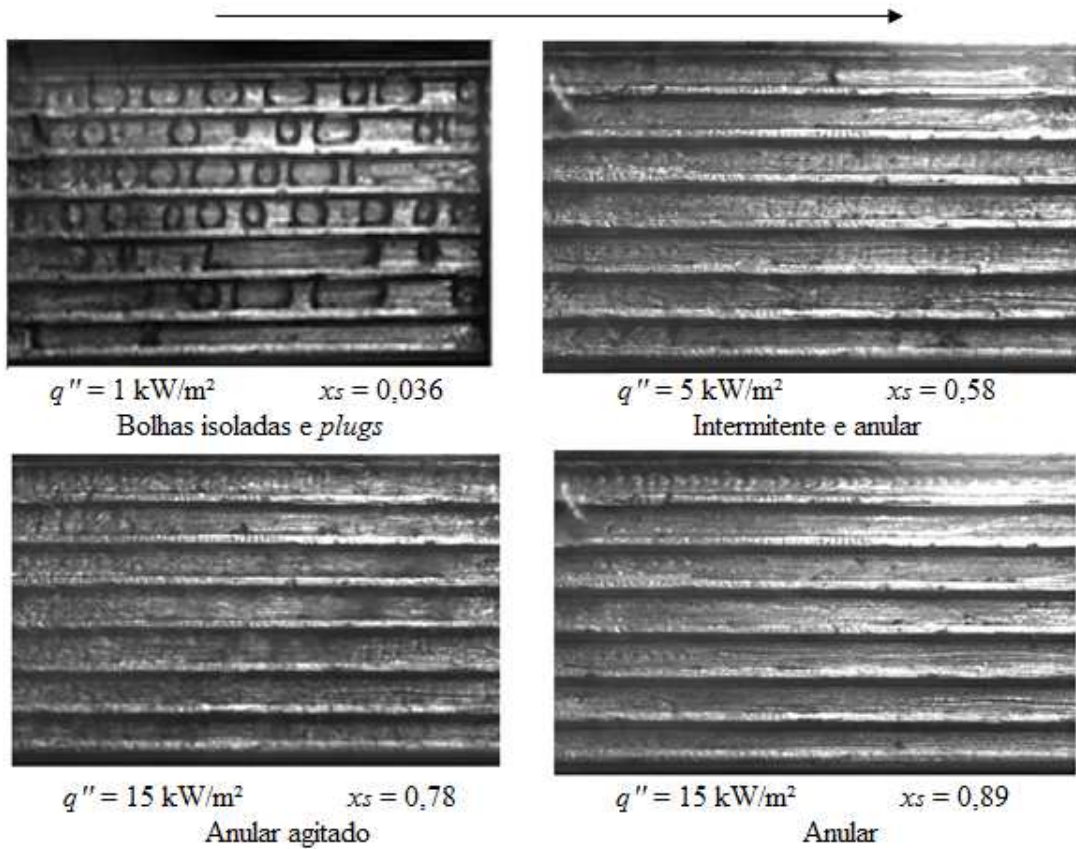 q'' = 1 kW/m² xs = 0,036
Bolhas isoladas e plugs
q'' = 5 kW/m² xs = 0,58
Intermitente e anular
q'' = 15 kW/m² xs = 0,78
Anular agitado
q'' = 15 kW/m² xs = 0,89
Anular